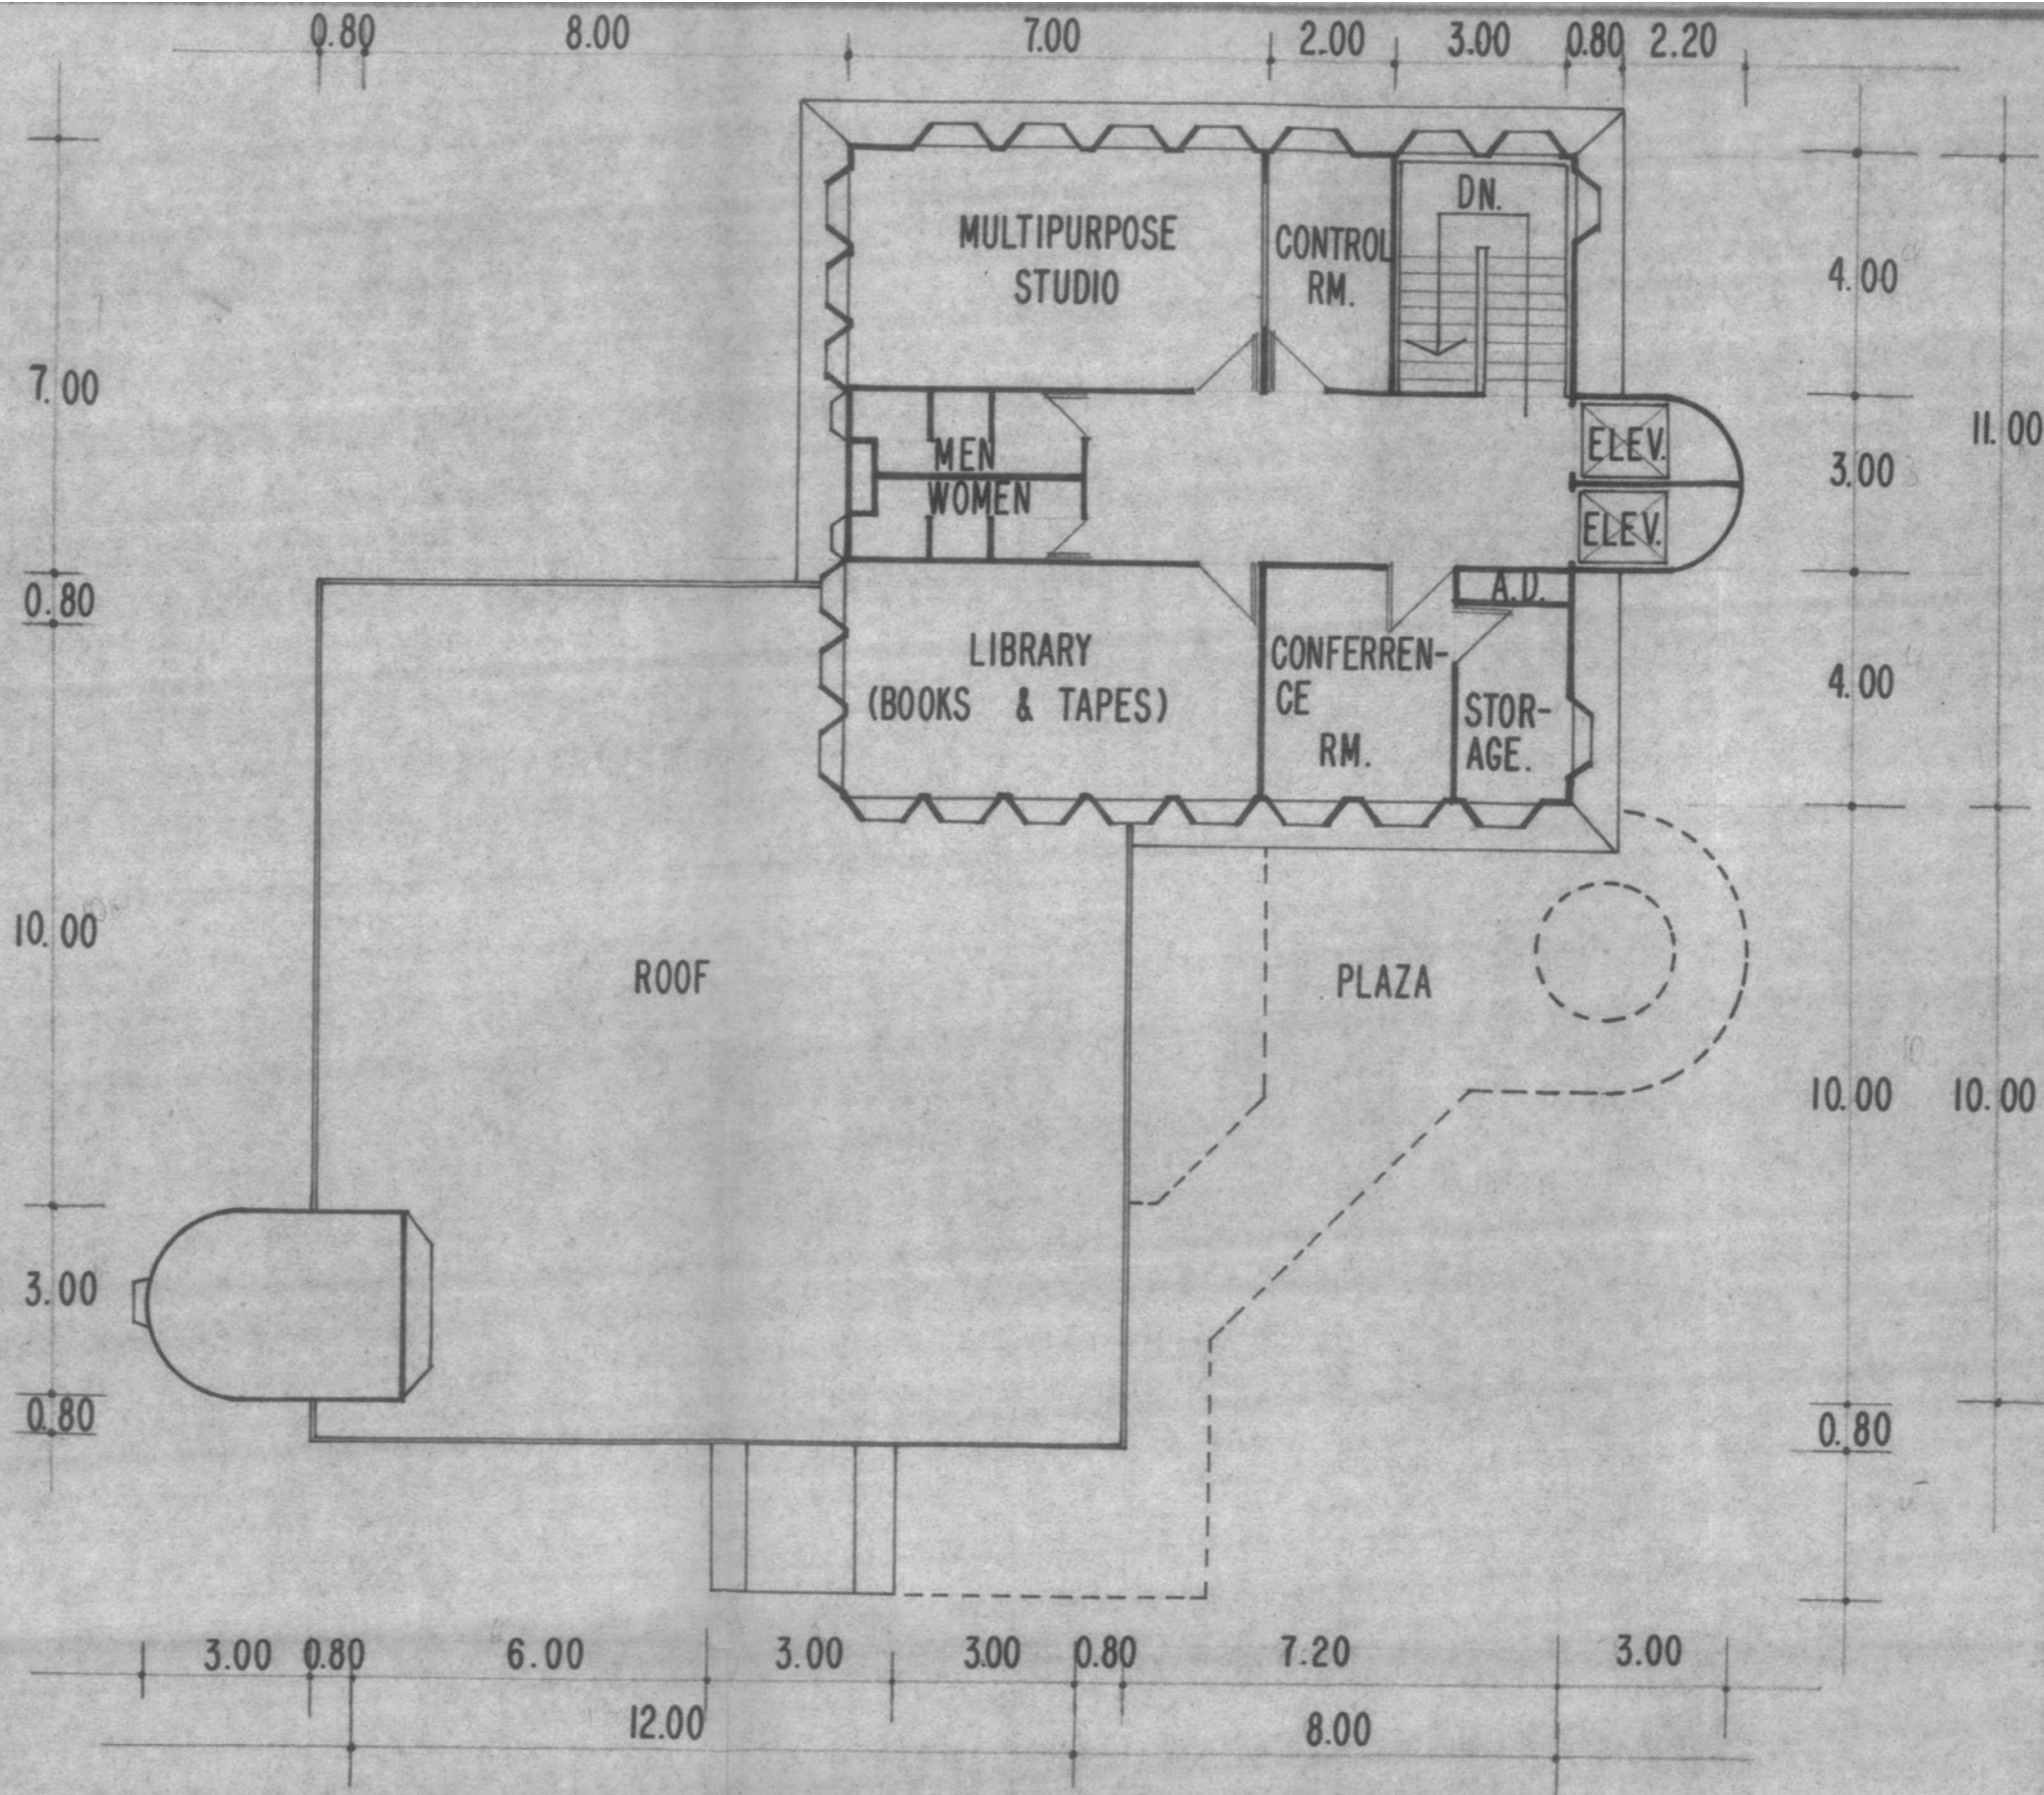 0.80 8.00 7.00 2.00 3.00 0.80 2.20
DN.
MULTIPURPOSE
STUDIO
CONTROL
RM.
4.00
7.00
11.00
MEN
WOMEN
ELEV.
ELEV.
3.00
0.80
A.D.
LIBRARY
(BOOKS & TAPES)
CONFERREN-
CE
RM.
STOR-
AGE.
4.00
10.00
ROOF
PLAZA
10.00 10.00
3.00
0.80
0.80
3.00 0.80 6.00 3.00 3.00 0.80 7.20 3.00
12.00 8.00